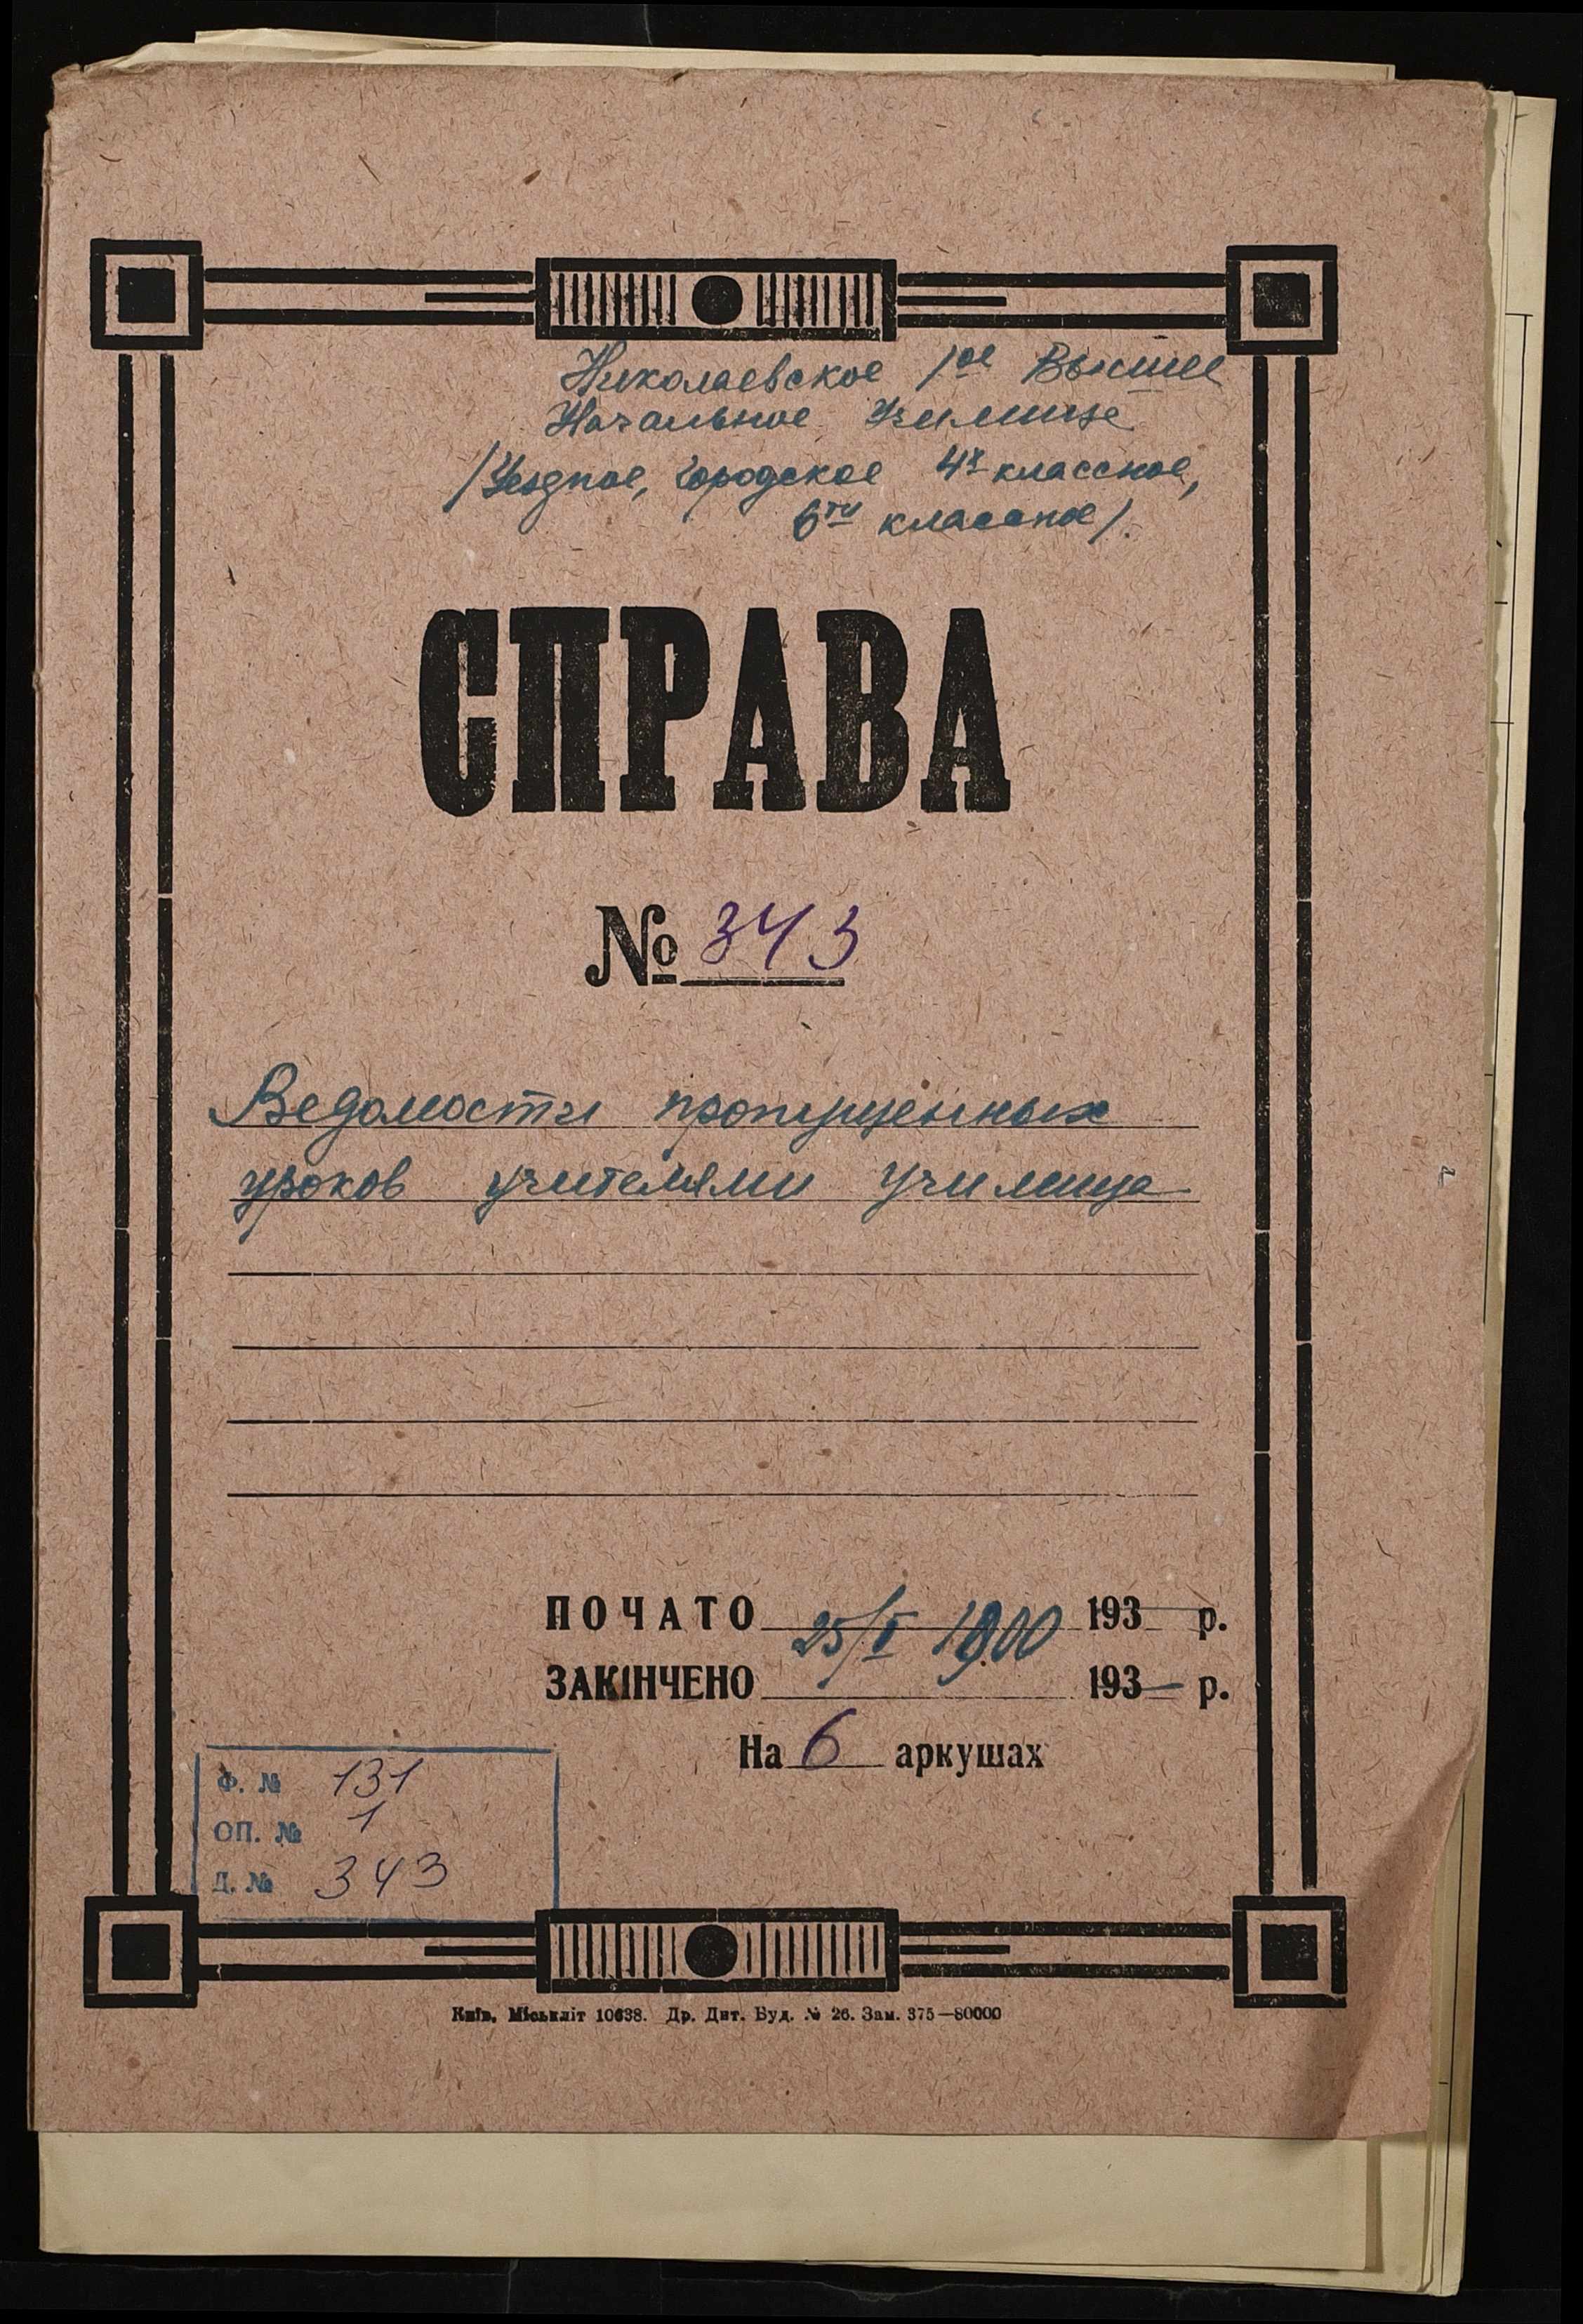 Николаевское 1ое Высшее
Начальное Училище
/Уездное, городское 4х классное,
6ти классное/.
СПРАВА
№ 343
Ведомости пропущенных
уроков учителями училища
ПОЧАТО 25/I 1900 193 р.
ЗАКІНЧЕНО 193 р.
На 6 аркушах
Ф. № 131
ОП. № 1
Д. № 343
Київ. Міськліт 10638. Др. Дит. Буд. № 26. Зам. 375—80000